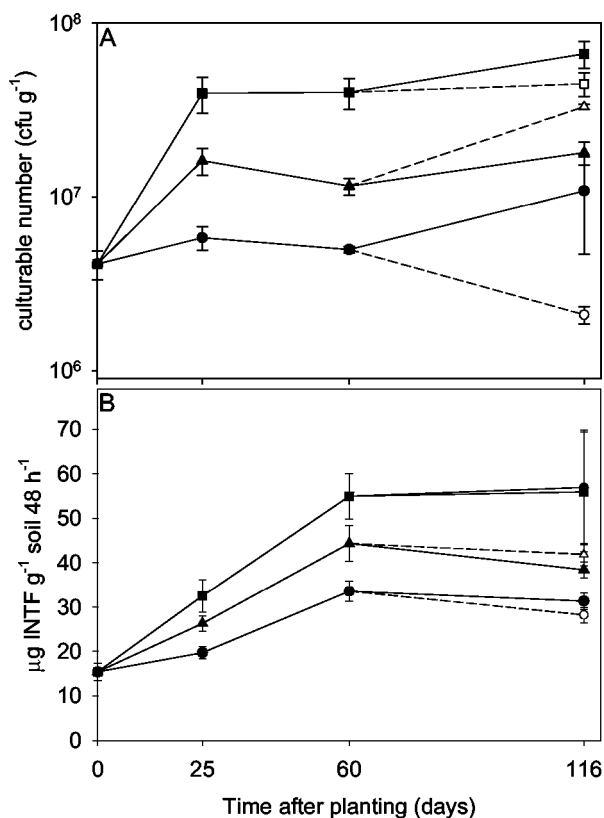 10⁸
A
10⁷
10⁶
culturable number (cfu g⁻¹)
B
70
60
50
40
30
20
10
0
µg INTF g⁻¹ soil 48 h⁻¹
0 25 60 116
Time after planting (days)